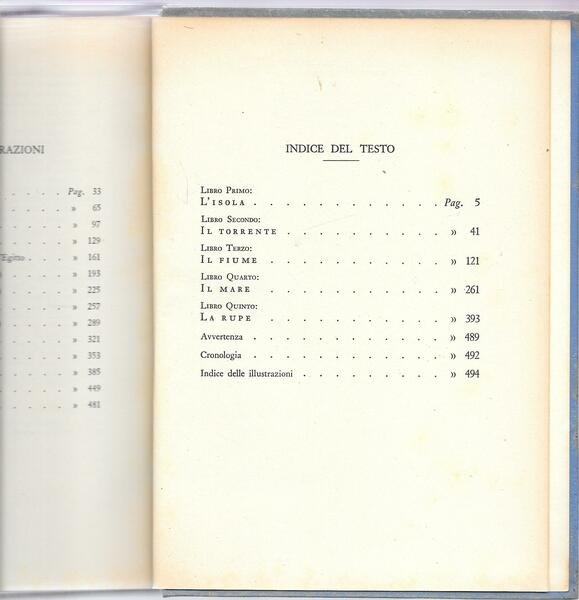 RAZIONI
. . . . Pag. 33
. . . . » 65
. . . . » 97
. . . . » 129
'Egitto . . . » 161
. . . . » 193
. . . . » 225
. . . . » 257
. . . . » 289
. . . . » 321
. . . . » 353
. . . . » 385
. . . . » 449
. . . . » 481
INDICE DEL TESTO
Libro Primo:
L'isola . . . . . . . . . . . Pag. 5
Libro Secondo:
Il torrente . . . . . . . . . . » 41
Libro Terzo:
Il fiume . . . . . . . . . . . » 121
Libro Quarto:
Il mare . . . . . . . . . . . » 261
Libro Quinto:
La rupe . . . . . . . . . . . » 393
Avvertenza . . . . . . . . . . . » 489
Cronologia . . . . . . . . . . . » 492
Indice delle illustrazioni . . . . . . . . . » 494